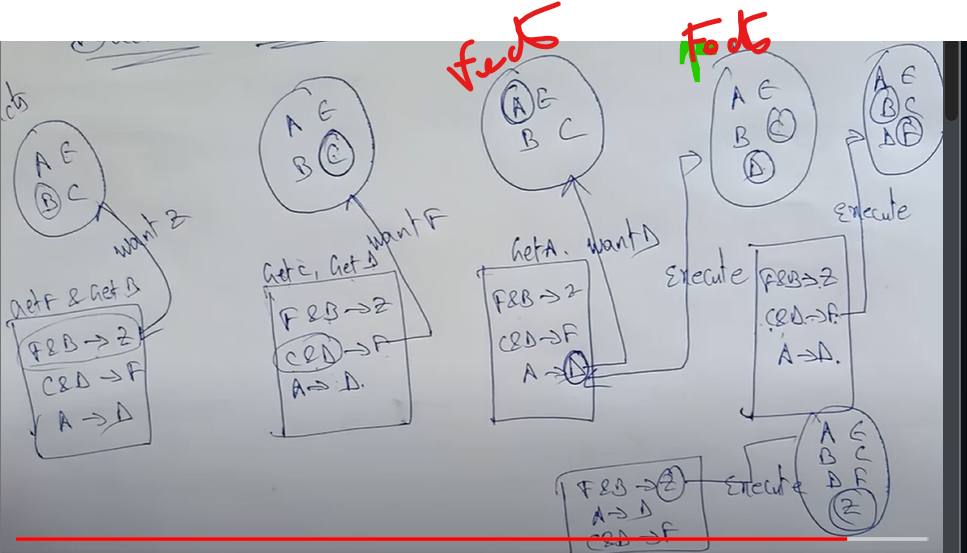 Facts
Facts
A E
B C
want Z
Get F & Get B
F&B → Z
C&D → F
A → D
A E
B C
want F
Get C, Get D
F&B → Z
C&D → F
A → D.
A E
B C
Get A. want D
F&B → Z
C&D → F
A → D
A E
B C
D
Execute
A E
B C
D F
Execute
F&B → Z
C&D → F
A → D.
F&B → Z
A → D
C&D → F
Execute
A E
B C
D F
Z